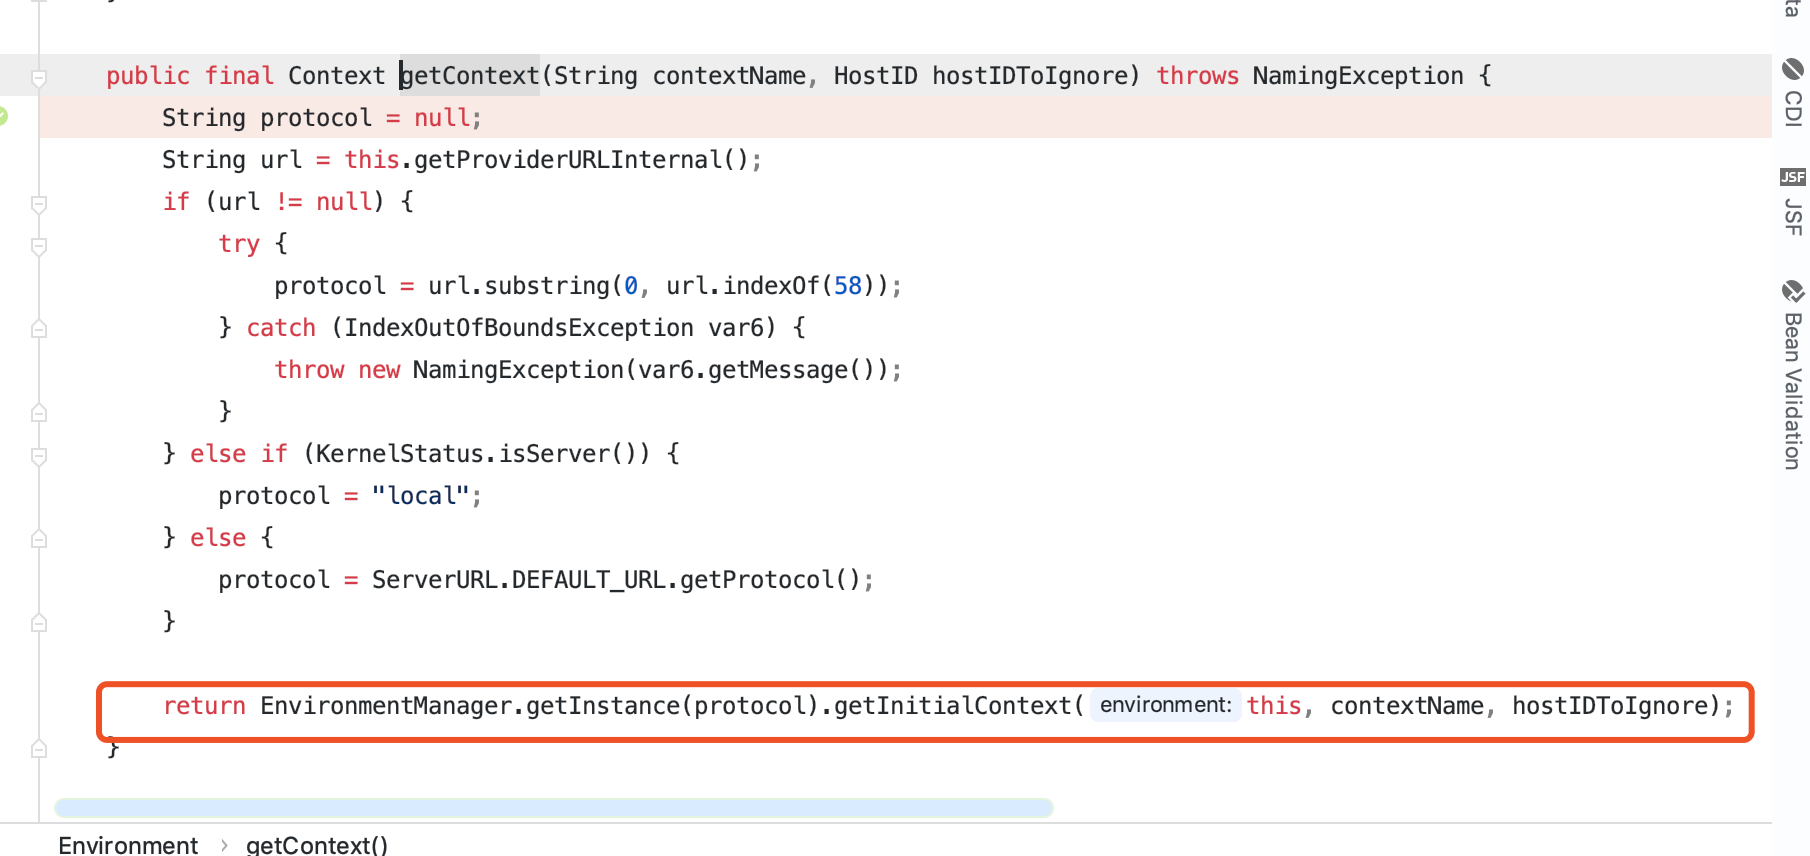 }
public final Context getContext(String contextName, HostID hostIDToIgnore) throws NamingException {
String protocol = null;
String url = this.getProviderURLInternal();
if (url != null) {
try {
protocol = url.substring(0, url.indexOf(58));
} catch (IndexOutOfBoundsException var6) {
throw new NamingException(var6.getMessage());
}
} else if (KernelStatus.isServer()) {
protocol = "local";
} else {
protocol = ServerURL.DEFAULT_URL.getProtocol();
}
return EnvironmentManager.getInstance(protocol).getInitialContext( environment: this, contextName, hostIDToIgnore);
}
Environment › getContext()
ta
CDI
JSF
JSF
Bean Validation